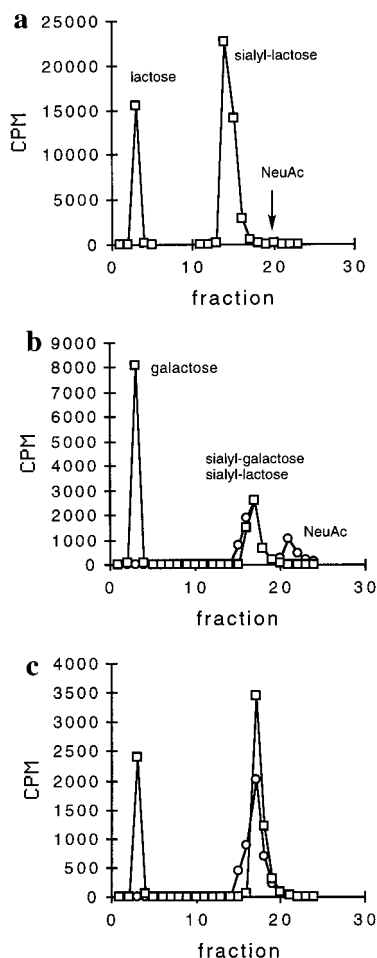 a
25000
20000
15000
10000
5000
0
CPM
lactose
sialyl-lactose
NeuAc
0 10 20 30
fraction
b
9000
8000
7000
6000
5000
4000
3000
2000
1000
0
CPM
galactose
sialyl-galactose
sialyl-lactose
NeuAc
0 10 20 30
fraction
c
4000
3500
3000
2500
2000
1500
1000
500
0
CPM
0 10 20 30
fraction